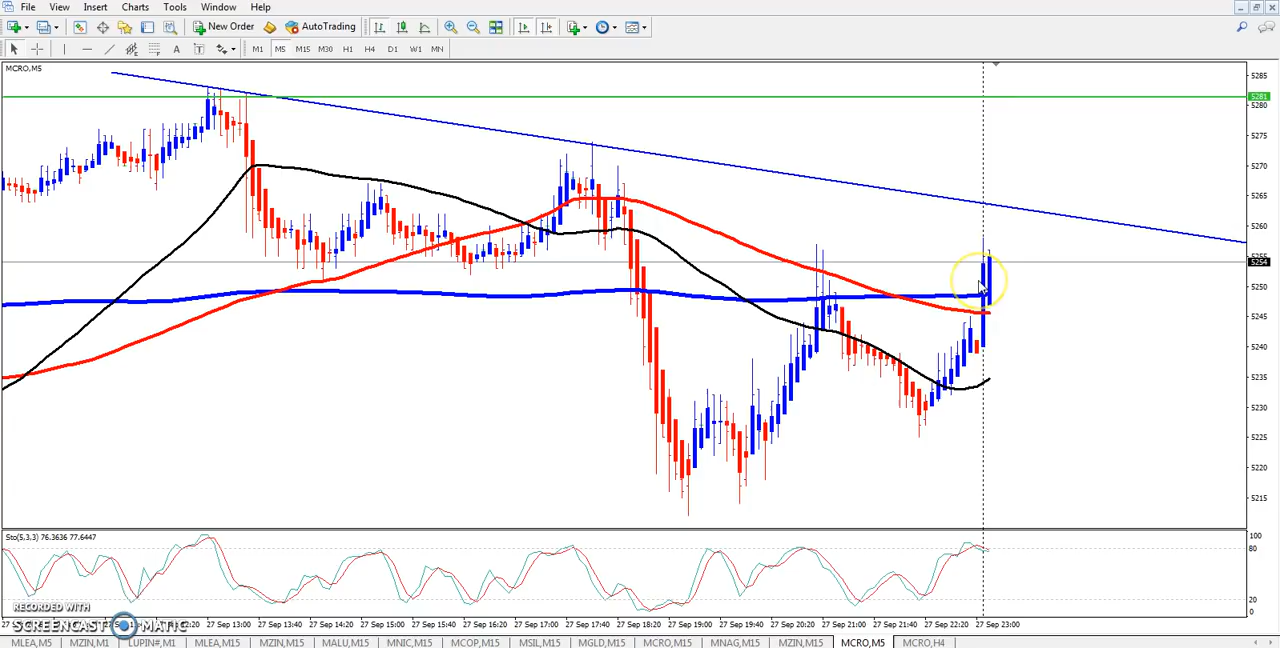 File View Insert Charts Tools Window Help
New Order AutoTrading
A T M1 M5 M15 M30 H1 H4 D1 W1 MN
MCRO,M5
5285
5281
5280
5275
5270
5265
5260
5255
5254
5250
5245
5240
5235
5230
5225
5220
5215
Sto(5,3,3) 76.3636 77.6447
100
80
20
0
RECORDED WITH
SCREENCAST MATIC
27 Sep 13:00 27 Sep 13:40 27 Sep 14:20 27 Sep 15:00 27 Sep 15:40 27 Sep 16:20 27 Sep 17:00 27 Sep 17:40 27 Sep 18:20 27 Sep 19:00 27 Sep 19:40 27 Sep 20:20 27 Sep 21:00 27 Sep 21:40 27 Sep 22:20 27 Sep 23:00
MLEA,M5 MZIN,M1 LUPIN#,M1 MLEA,M15 MZIN,M15 MALU,M15 MNIC,M15 MCOP,M15 MSIL,M15 MGLD,M15 MCRO,M15 MNAG,M15 MZIN,M15 MCRO,M5 MCRO,H4